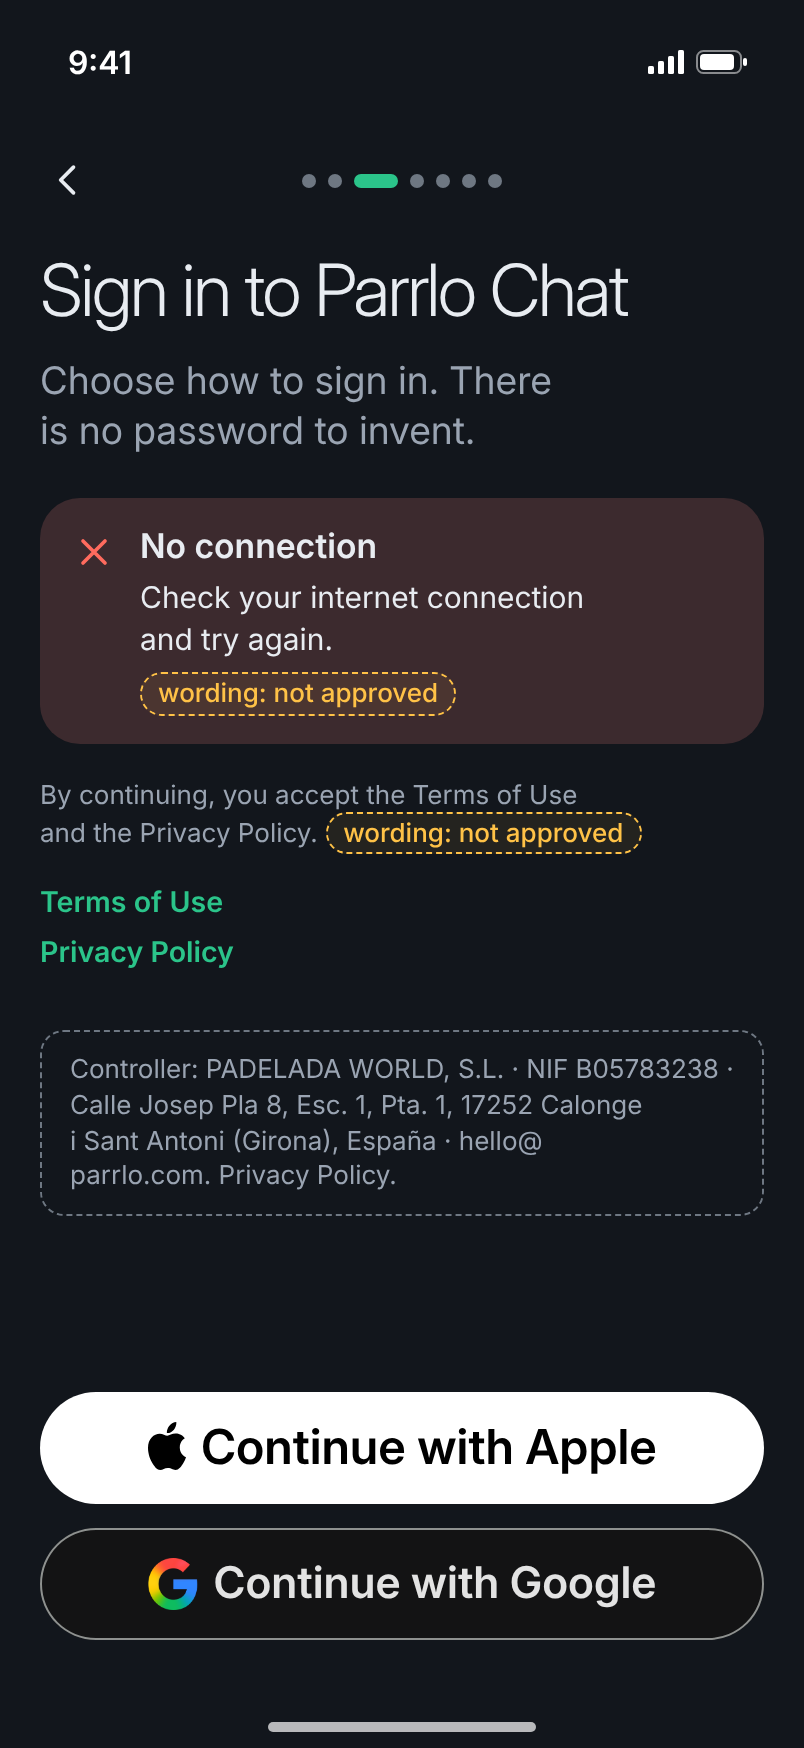 9:41
Sign in to Parrlo Chat
Choose how to sign in. There
is no password to invent.
No connection
Check your internet connection
and try again.
wording: not approved
By continuing, you accept the Terms of Use
and the Privacy Policy. wording: not approved
Terms of Use
Privacy Policy
Controller: PADELADA WORLD, S.L. · NIF B05783238 ·
Calle Josep Pla 8, Esc. 1, Pta. 1, 17252 Calonge
i Sant Antoni (Girona), España · hello@
parrlo.com. Privacy Policy.
Continue with Apple
Continue with Google